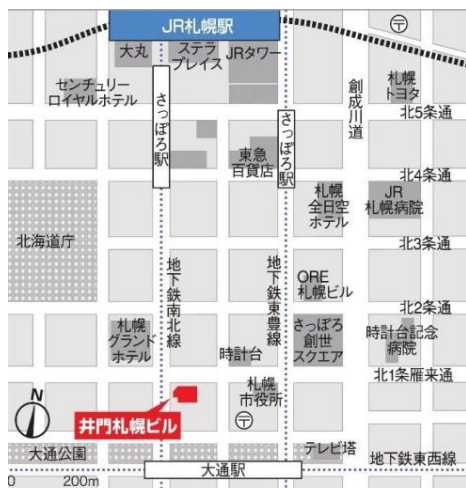 JR札幌駅
〒
大丸
ステラ
プレイス
JRタワー
センチュリー
ロイヤルホテル
さっぽろ駅
さっぽろ駅
創成川道
札幌
トヨタ
北5条通
東急
百貨店
北4条通
札幌
全日空
ホテル
JR
札幌病院
北海道庁
北3条通
地下鉄南北線
地下鉄東豊線
ORE
札幌ビル
北2条通
札幌
グランド
ホテル
時計台
さっぽろ
創世
スクエア
時計台記念
病院
北1条雁来通
札幌
市役所
N
井門札幌ビル
〒
大通公園
テレビ塔
地下鉄東西線
大通駅
0 200m